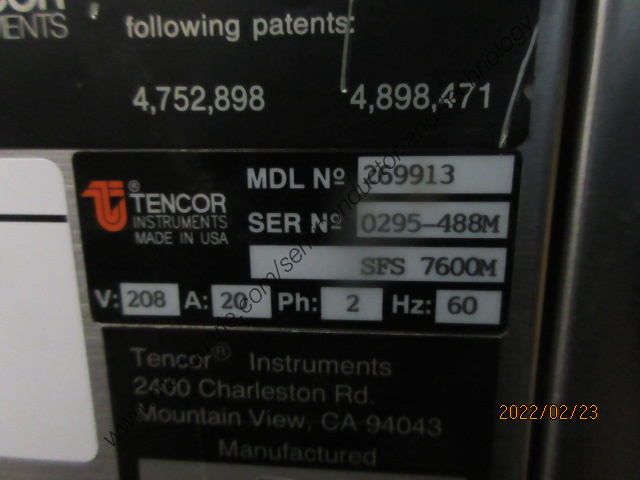 MENTS
following patents:
4,752,898 4,898,471
TENCOR®
INSTRUMENTS
MADE IN USA
MDL Nº 269913
SER Nº 0295-488M
SFS 7600M
V: 208 A: 20 Ph: 2 Hz: 60
Tencor® Instruments
2400 Charleston Rd.
Mountain View, CA 94043
Manufactured
2022/02/23